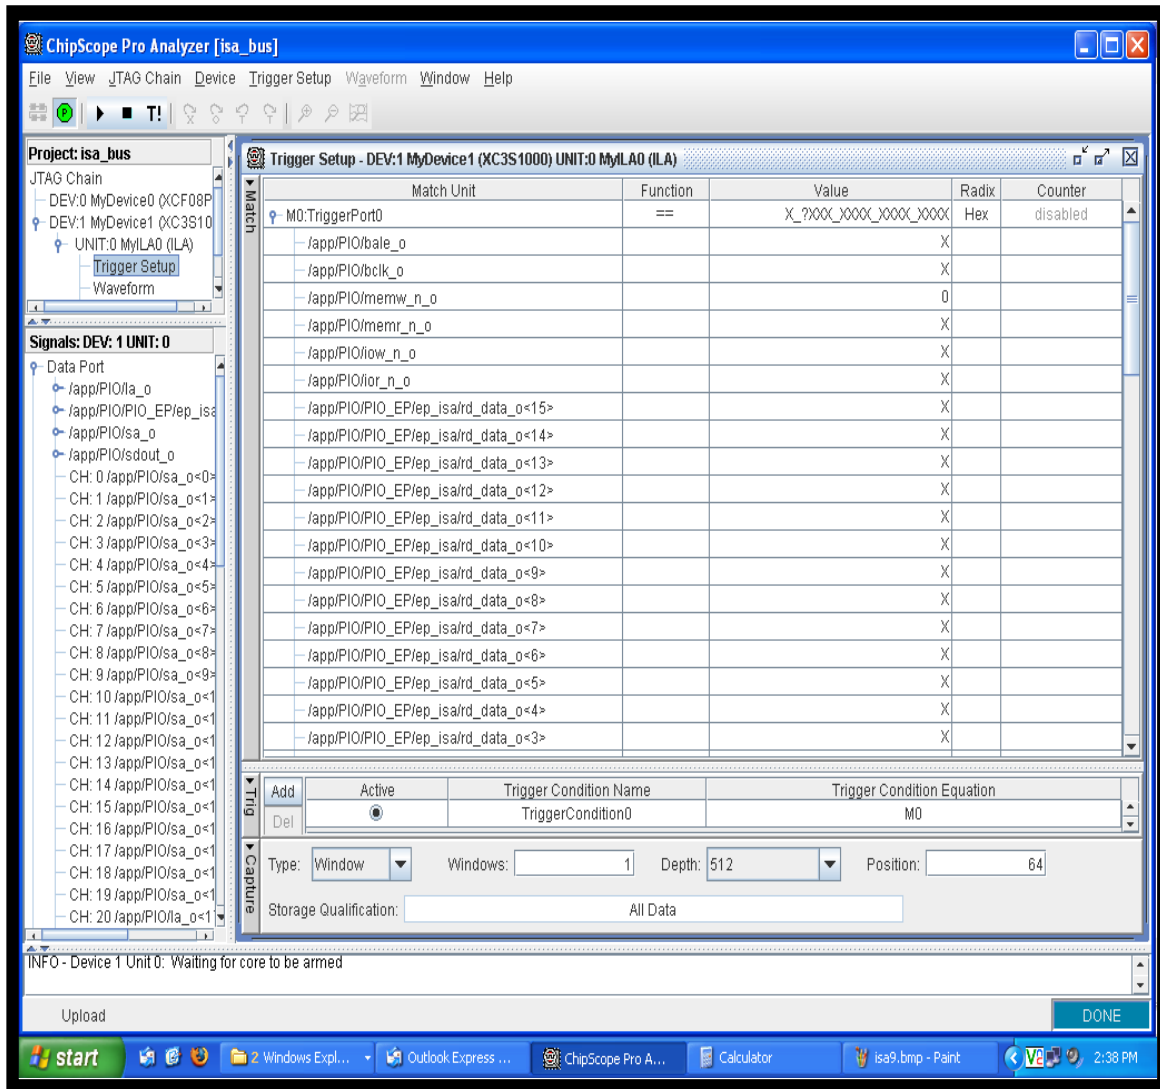 ChipScope Pro Analyzer [isa_bus]
File View JTAG Chain Device Trigger Setup Waveform Window Help
P T!
Project: isa_bus
JTAG Chain
DEV:0 MyDevice0 (XCF08P
DEV:1 MyDevice1 (XC3S10
UNIT:0 MyILA0 (ILA)
Trigger Setup
Waveform
Signals: DEV: 1 UNIT: 0
Data Port
/app/PIO/la_o
/app/PIO/PIO_EP/ep_isa
/app/PIO/sa_o
/app/PIO/sdout_o
CH: 0 /app/PIO/sa_o<0>
CH: 1 /app/PIO/sa_o<1>
CH: 2 /app/PIO/sa_o<2>
CH: 3 /app/PIO/sa_o<3>
CH: 4 /app/PIO/sa_o<4>
CH: 5 /app/PIO/sa_o<5>
CH: 6 /app/PIO/sa_o<6>
CH: 7 /app/PIO/sa_o<7>
CH: 8 /app/PIO/sa_o<8>
CH: 9 /app/PIO/sa_o<9>
CH: 10 /app/PIO/sa_o<1
CH: 11 /app/PIO/sa_o<1
CH: 12 /app/PIO/sa_o<1
CH: 13 /app/PIO/sa_o<1
CH: 14 /app/PIO/sa_o<1
CH: 15 /app/PIO/sa_o<1
CH: 16 /app/PIO/sa_o<1
CH: 17 /app/PIO/sa_o<1
CH: 18 /app/PIO/sa_o<1
CH: 19 /app/PIO/sa_o<1
CH: 20 /app/PIO/la_o<1
Trigger Setup - DEV:1 MyDevice1 (XC3S1000) UNIT:0 MyILA0 (ILA)
Match
Match Unit Function Value Radix Counter
M0:TriggerPort0 == X_?XXX_XXXX_XXXX_XXXX Hex disabled
/app/PIO/bale_o X
/app/PIO/bclk_o X
/app/PIO/memw_n_o 0
/app/PIO/memr_n_o X
/app/PIO/iow_n_o X
/app/PIO/ior_n_o X
/app/PIO/PIO_EP/ep_isa/rd_data_o<15> X
/app/PIO/PIO_EP/ep_isa/rd_data_o<14> X
/app/PIO/PIO_EP/ep_isa/rd_data_o<13> X
/app/PIO/PIO_EP/ep_isa/rd_data_o<12> X
/app/PIO/PIO_EP/ep_isa/rd_data_o<11> X
/app/PIO/PIO_EP/ep_isa/rd_data_o<10> X
/app/PIO/PIO_EP/ep_isa/rd_data_o<9> X
/app/PIO/PIO_EP/ep_isa/rd_data_o<8> X
/app/PIO/PIO_EP/ep_isa/rd_data_o<7> X
/app/PIO/PIO_EP/ep_isa/rd_data_o<6> X
/app/PIO/PIO_EP/ep_isa/rd_data_o<5> X
/app/PIO/PIO_EP/ep_isa/rd_data_o<4> X
/app/PIO/PIO_EP/ep_isa/rd_data_o<3> X
Trig
Add Active Trigger Condition Name Trigger Condition Equation
Del TriggerCondition0 M0
Capture
Type: Window Windows: 1 Depth: 512 Position: 64
Storage Qualification: All Data
INFO - Device 1 Unit 0: Waiting for core to be armed
Upload DONE
start 2 Windows Expl... Outlook Express ... ChipScope Pro A... Calculator isa9.bmp - Paint V2 2:38 PM